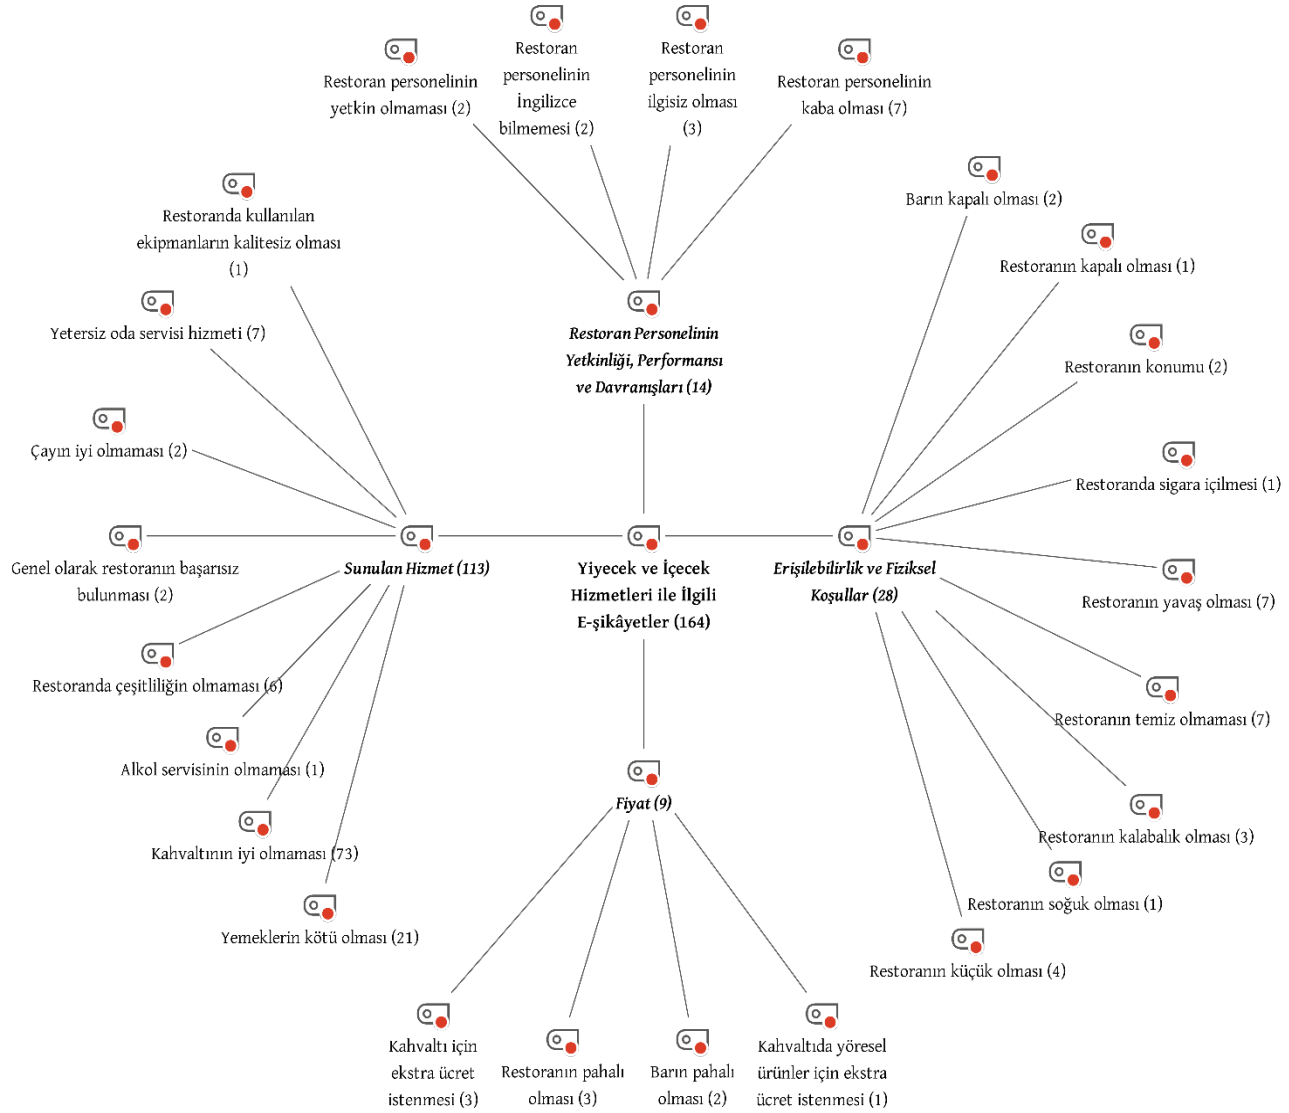 Restoran personelinin
yetkin olmaması (2)
Restoran
personelinin
İngilizce
bilmemesi (2)
Restoran
personelinin
ilgisiz olması
(3)
Restoran personelinin
kaba olması (7)
Restoranda kullanılan
ekipmanların kalitesiz olması
(1)
Yetersiz oda servisi hizmeti (7)
Çayın iyi olmaması (2)
Genel olarak restoranın başarısız
bulunması (2)
Restoranda çeşitliliğin olmaması (6)
Alkol servisinin olmaması (1)
Kahvaltının iyi olmaması (73)
Yemeklerin kötü olması (21)
Sunulan Hizmet (113)
Restoran Personelinin
Yetkinliği, Performansı
ve Davranışları (14)
Yiyecek ve İçecek
Hizmetleri ile İlgili
E-şikâyetler (164)
Erişilebilirlik ve Fiziksel
Koşullar (28)
Barın kapalı olması (2)
Restoranın kapalı olması (1)
Restoranın konumu (2)
Restoranda sigara içilmesi (1)
Restoranın yavaş olması (7)
Restoranın temiz olmaması (7)
Restoranın kalabalık olması (3)
Restoranın soğuk olması (1)
Restoranın küçük olması (4)
Fiyat (9)
Kahvaltı için
ekstra ücret
istenmesi (3)
Restoranın pahalı
olması (3)
Barın pahalı
olması (2)
Kahvaltıda yöresel
ürünler için ekstra
ücret istenmesi (1)